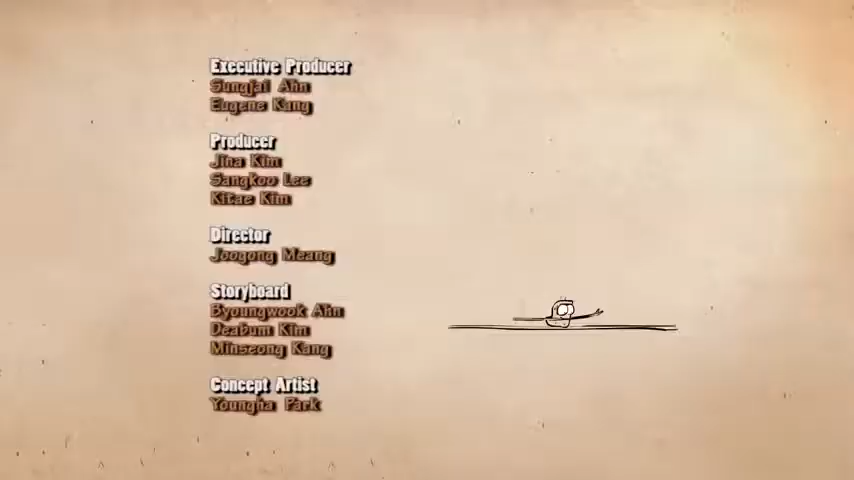 Executive Producer
Sungjai Ahn
Eugene Kang
Producer
Jina Kim
Sangkoo Lee
Kitae Kim
Director
Joogong Meang
Storyboard
Byoungwook Ahn
Deabum Kim
Minseong Kang
Concept Artist
Youngha Park